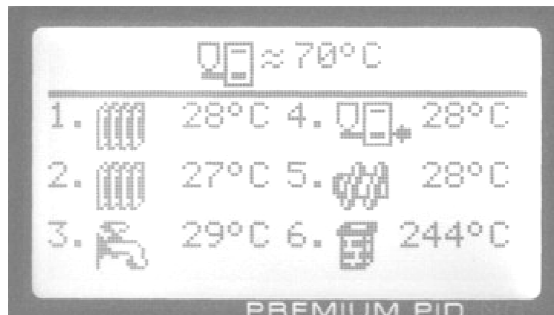 ≈70°C
1. 28°C 4. 28°C
2. 27°C 5. 28°C
3. 29°C 6. 244°C
PREMIUM PID